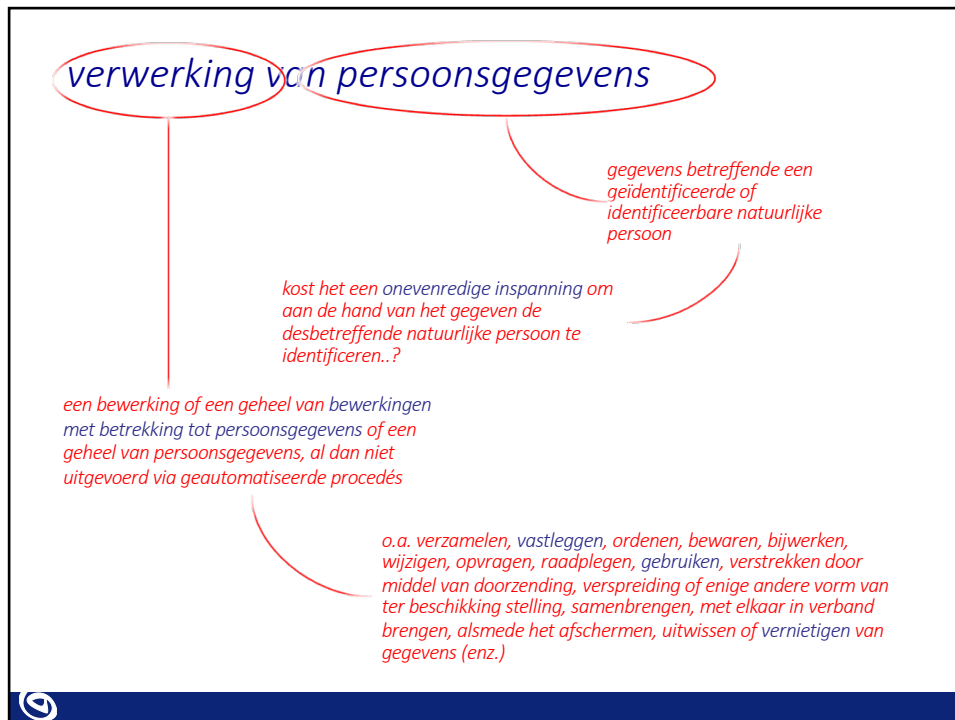 verwerking van persoonsgegevens
gegevens betreffende een
geïdentificeerde of
identificeerbare natuurlijke
persoon
kost het een onevenredige inspanning om
aan de hand van het gegeven de
desbetreffende natuurlijke persoon te
identificeren..?
een bewerking of een geheel van bewerkingen
met betrekking tot persoonsgegevens of een
geheel van persoonsgegevens, al dan niet
uitgevoerd via geautomatiseerde procedés
o.a. verzamelen, vastleggen, ordenen, bewaren, bijwerken,
wijzigen, opvragen, raadplegen, gebruiken, verstrekken door
middel van doorzending, verspreiding of enige andere vorm van
ter beschikking stelling, samenbrengen, met elkaar in verband
brengen, alsmede het afschermen, uitwissen of vernietigen van
gegevens (enz.)